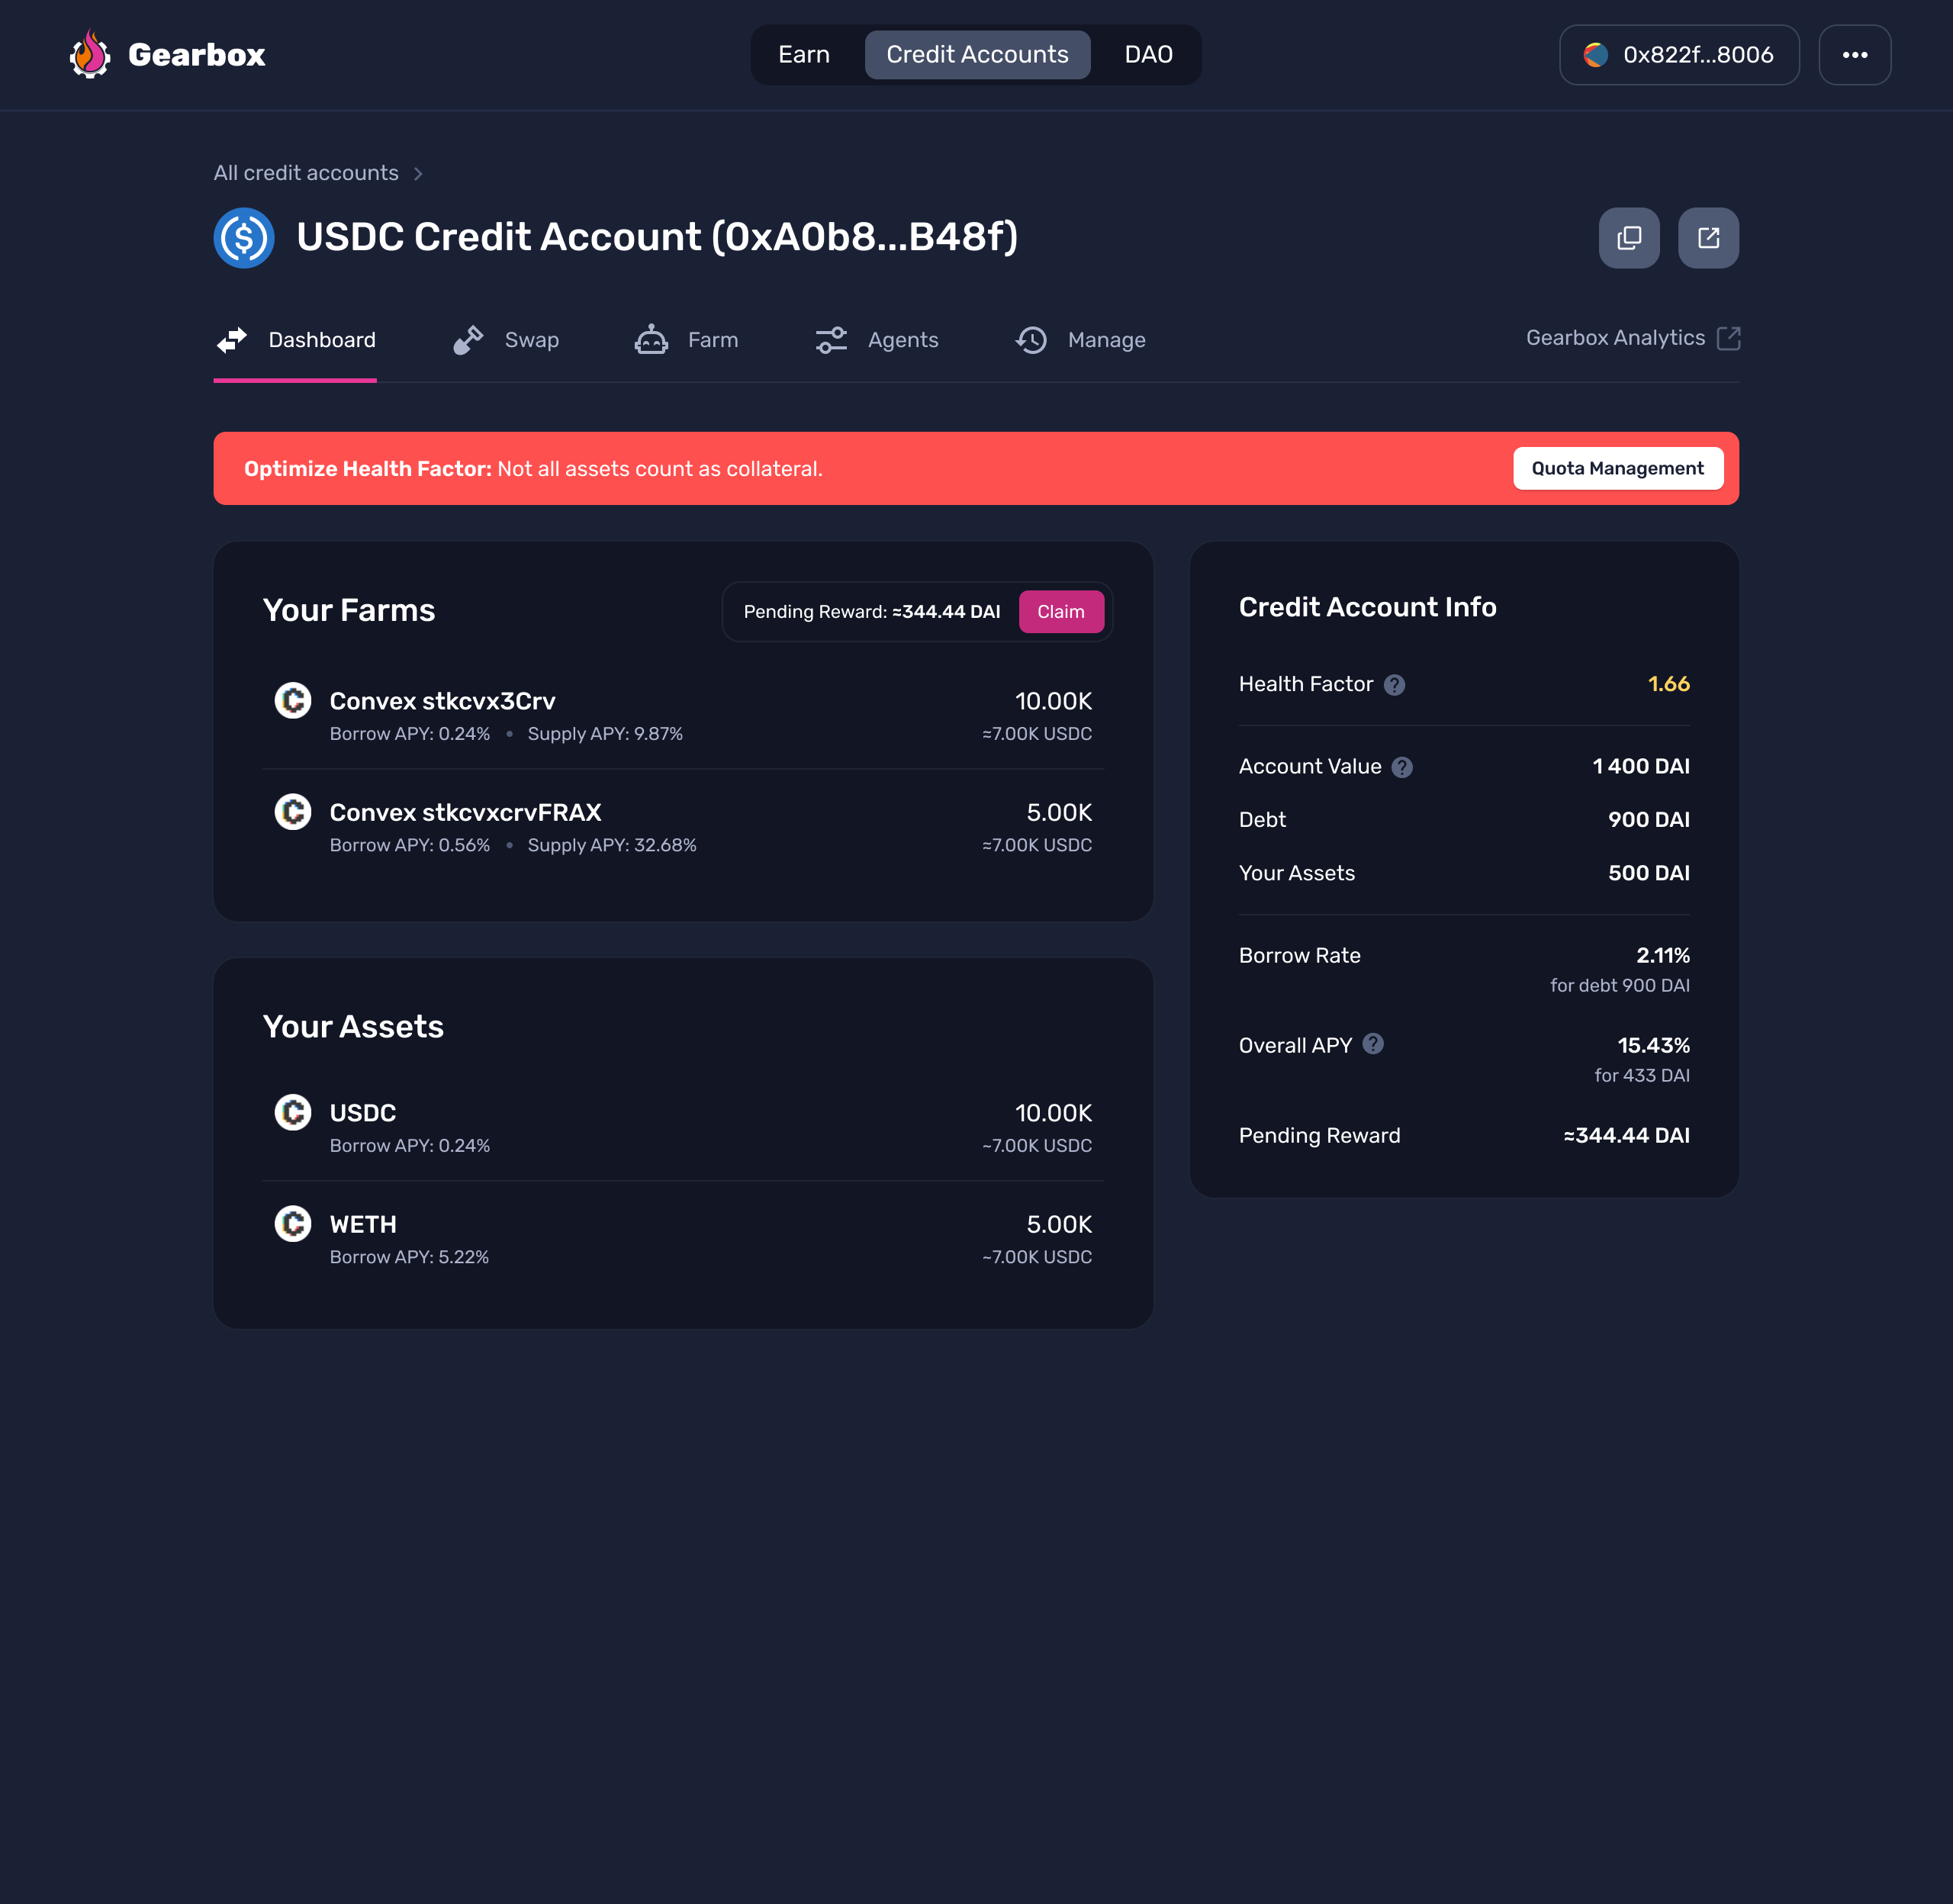 Gearbox
Earn
Credit Accounts
DAO
0x822f...8006
All credit accounts
USDC Credit Account (0xA0b8...B48f)
Dashboard
Swap
Farm
Agents
Manage
Gearbox Analytics
Optimize Health Factor: Not all assets count as collateral.
Quota Management
Your Farms
Pending Reward: ≈344.44 DAI
Claim
Convex stkcvx3Crv
10.00K
Borrow APY: 0.24% • Supply APY: 9.87%
≈7.00K USDC
Convex stkcvxcrvFRAX
5.00K
Borrow APY: 0.56% • Supply APY: 32.68%
≈7.00K USDC
Your Assets
USDC
10.00K
Borrow APY: 0.24%
~7.00K USDC
WETH
5.00K
Borrow APY: 5.22%
~7.00K USDC
Credit Account Info
Health Factor ?
1.66
Account Value ?
1 400 DAI
Debt
900 DAI
Your Assets
500 DAI
Borrow Rate
2.11%
for debt 900 DAI
Overall APY ?
15.43%
for 433 DAI
Pending Reward
≈344.44 DAI